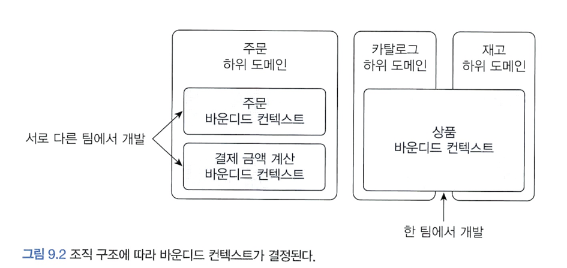 주문
하위 도메인
카탈로그
하위 도메인
재고
하위 도메인
주문
바운디드 컨텍스트
서로 다른 팀에서 개발
상품
바운디드 컨텍스트
결제 금액 계산
바운디드 컨텍스트
한 팀에서 개발
그림 9.2 조직 구조에 따라 바운디드 컨텍스트가 결정된다.